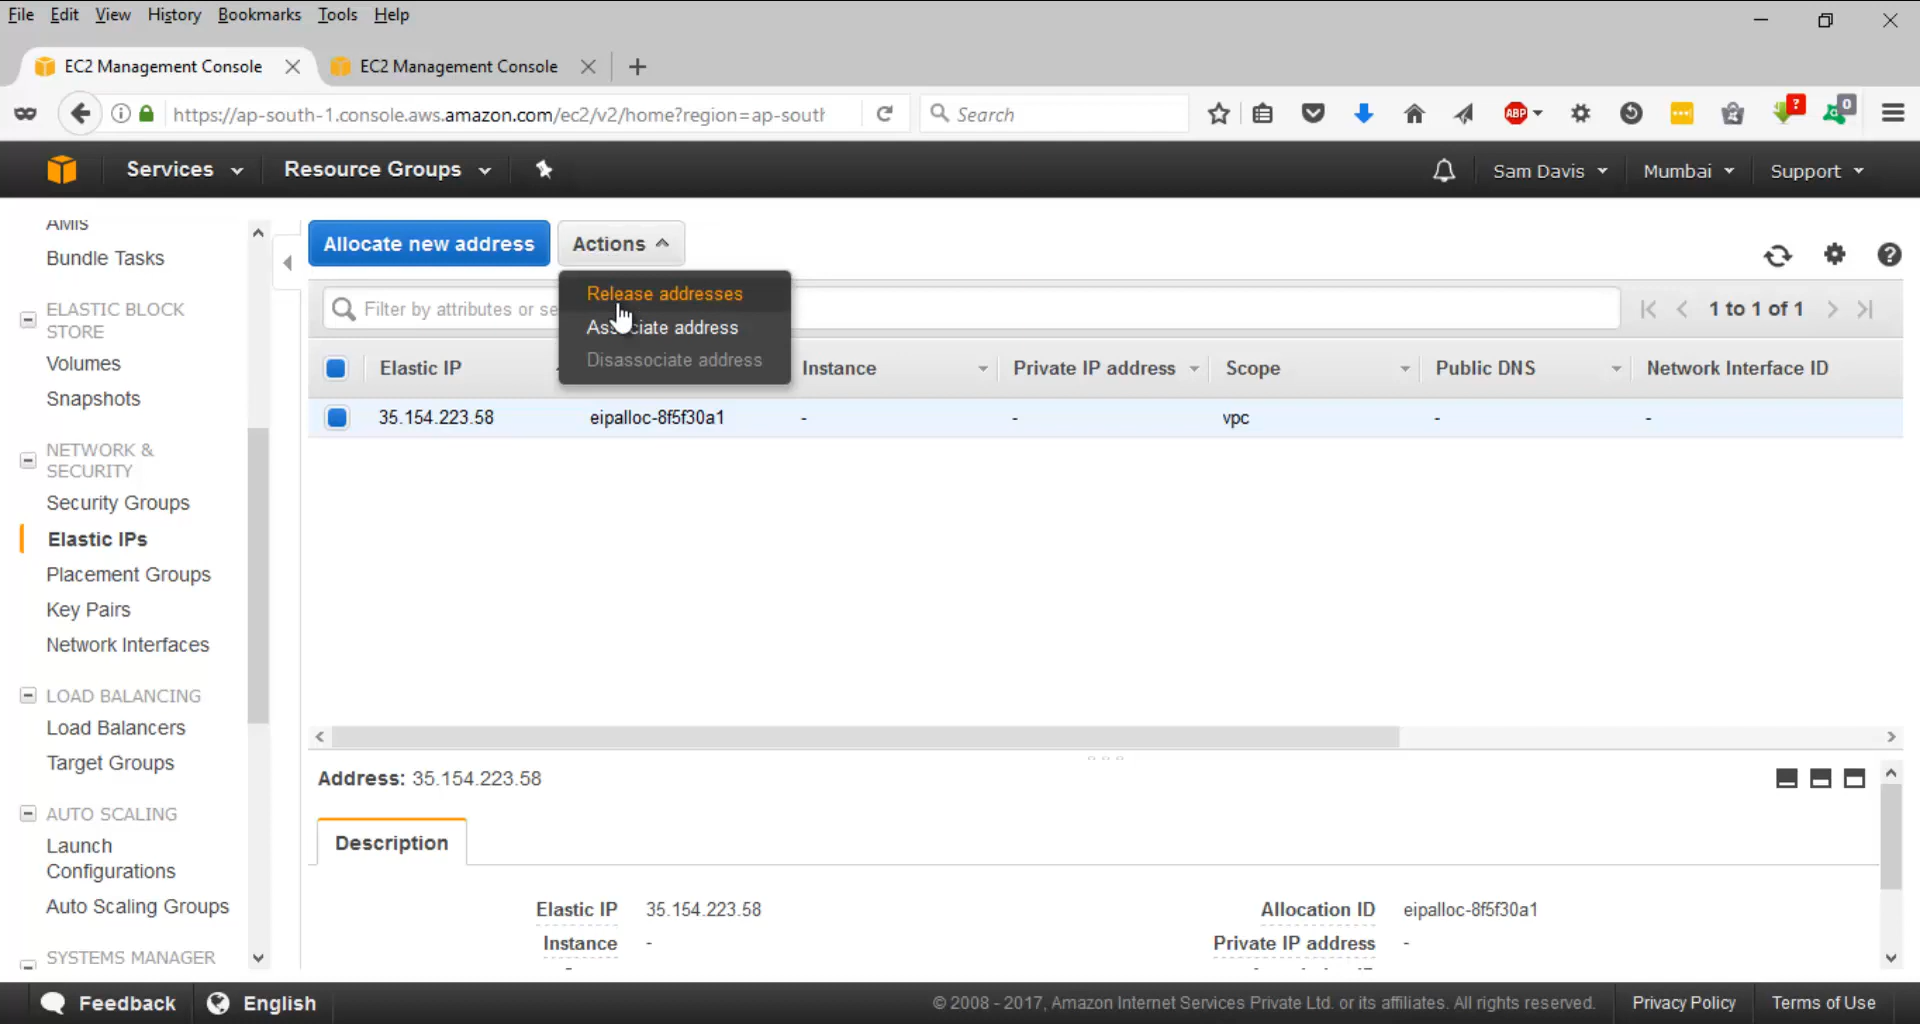 File Edit View History Bookmarks Tools Help
EC2 Management Console
EC2 Management Console
https://ap-south-1.console.aws.amazon.com/ec2/v2/home?region=ap-south
Search
ABP
?
0
Services
Resource Groups
Sam Davis
Mumbai
Support
AMIs
Bundle Tasks
ELASTIC BLOCK
STORE
Volumes
Snapshots
NETWORK &
SECURITY
Security Groups
Elastic IPs
Placement Groups
Key Pairs
Network Interfaces
LOAD BALANCING
Load Balancers
Target Groups
AUTO SCALING
Launch
Configurations
Auto Scaling Groups
SYSTEMS MANAGER
Allocate new address
Actions
Release addresses
Associate address
Disassociate address
Filter by attributes or se
1 to 1 of 1
Elastic IP Instance Private IP address Scope Public DNS Network Interface ID
35.154.223.58 eipalloc-8f5f30a1 - - vpc - -
Address: 35.154.223.58
Description
Elastic IP 35.154.223.58 Allocation ID eipalloc-8f5f30a1
Instance - Private IP address -
Feedback
English
© 2008 - 2017, Amazon Internet Services Private Ltd. or its affiliates. All rights reserved.
Privacy Policy
Terms of Use